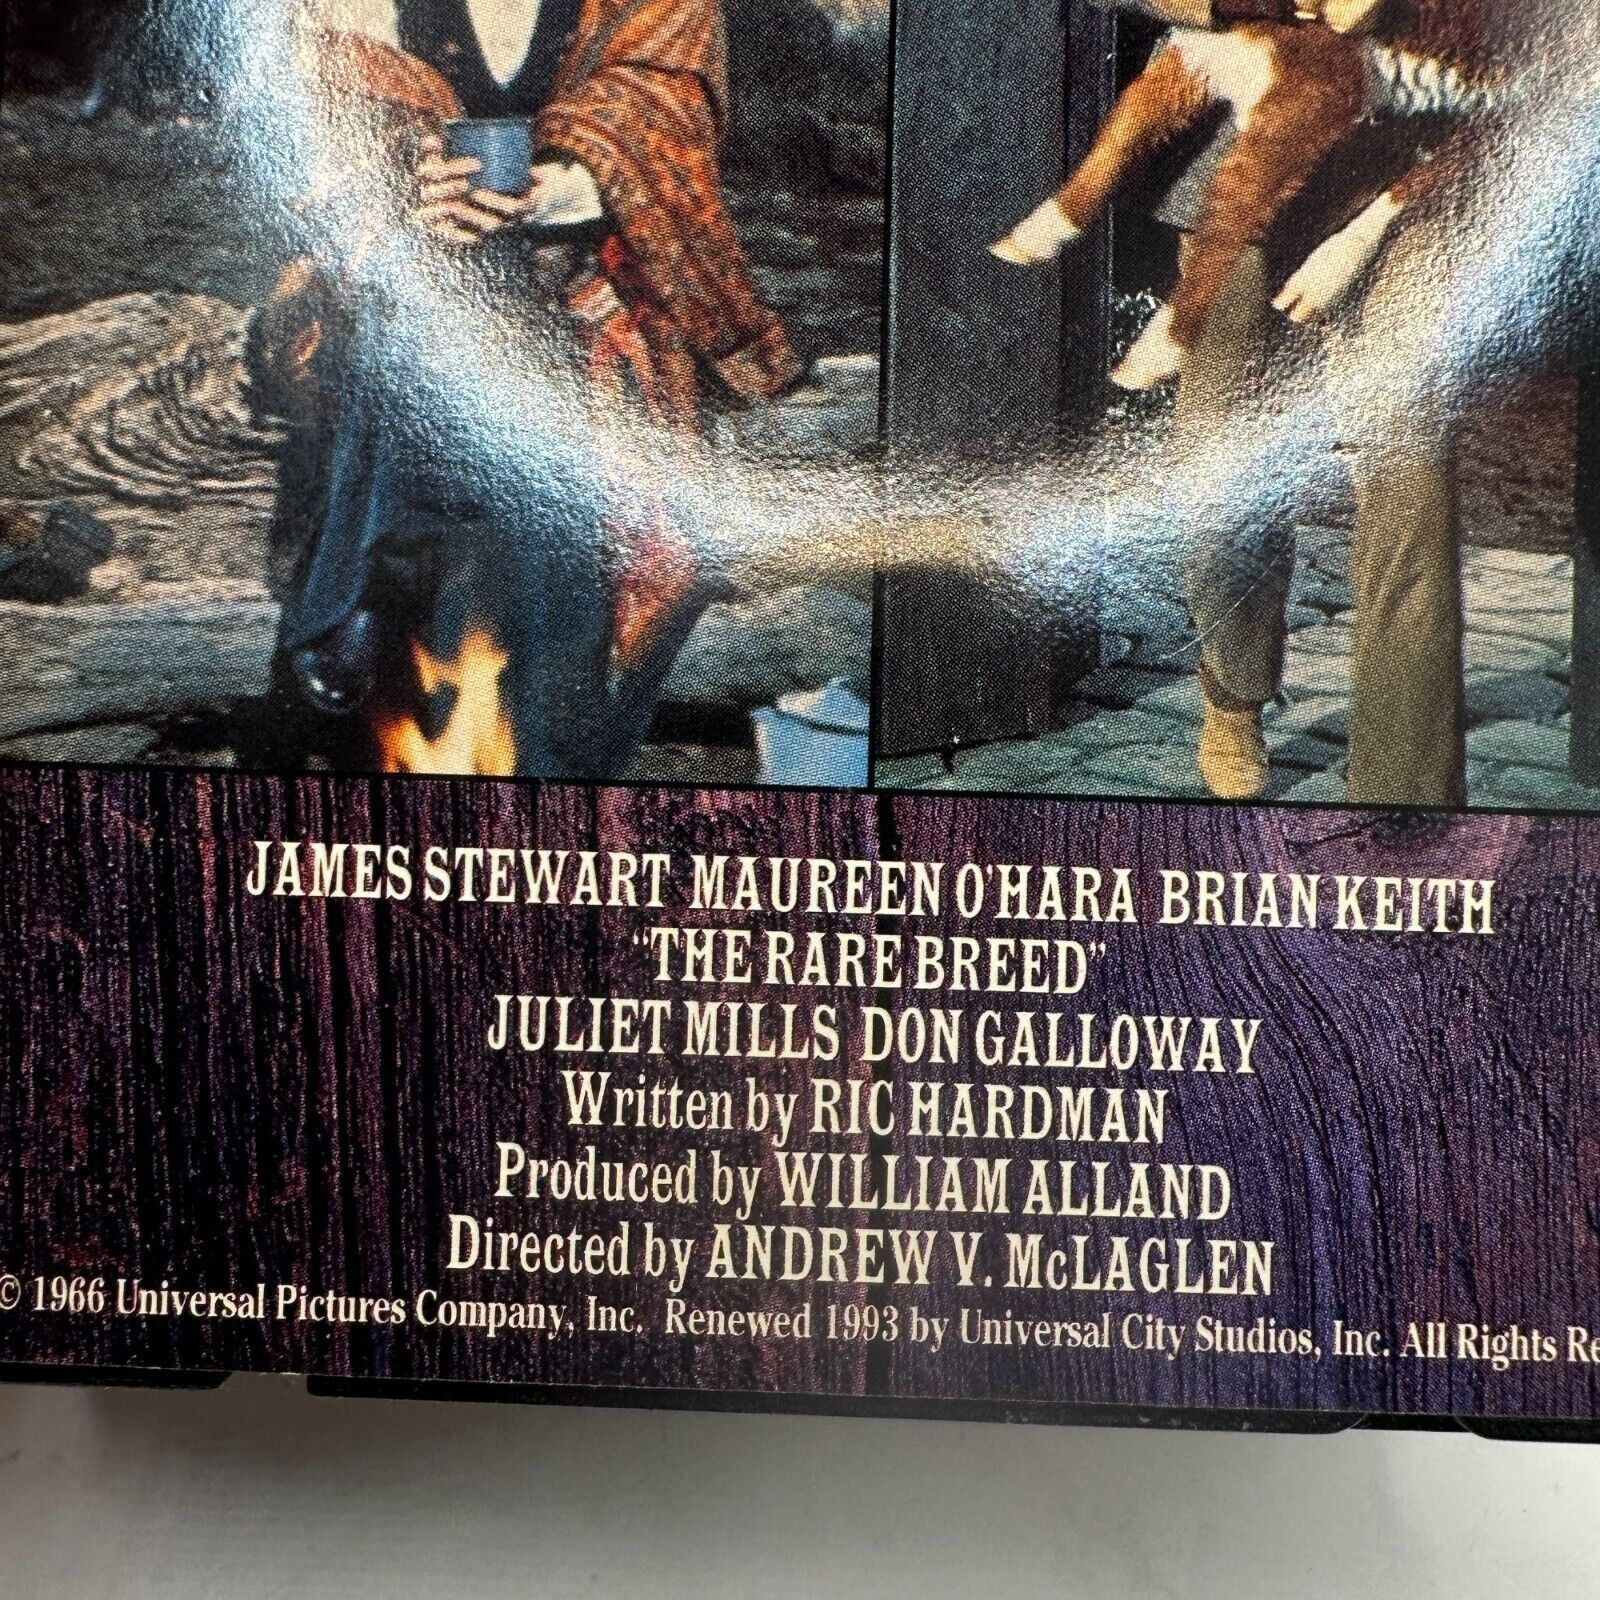 JAMES STEWART MAUREEN O'HARA BRIAN KEITH
"THE RARE BREED"
JULIET MILLS DON GALLOWAY
Written by RIC HARDMAN
Produced by WILLIAM ALLAND
Directed by ANDREW V. McLAGLEN
© 1966 Universal Pictures Company, Inc. Renewed 1993 by Universal City Studios, Inc. All Rights